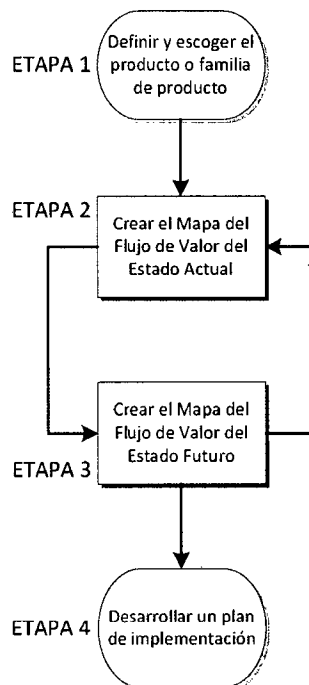 ETAPA 1
Definir y escoger el
producto o familia
de producto
ETAPA 2
Crear el Mapa del
Flujo de Valor del
Estado Actual
Crear el Mapa del
Flujo de Valor del
Estado Futuro
ETAPA 3
ETAPA 4
Desarrollar un plan
de implementación